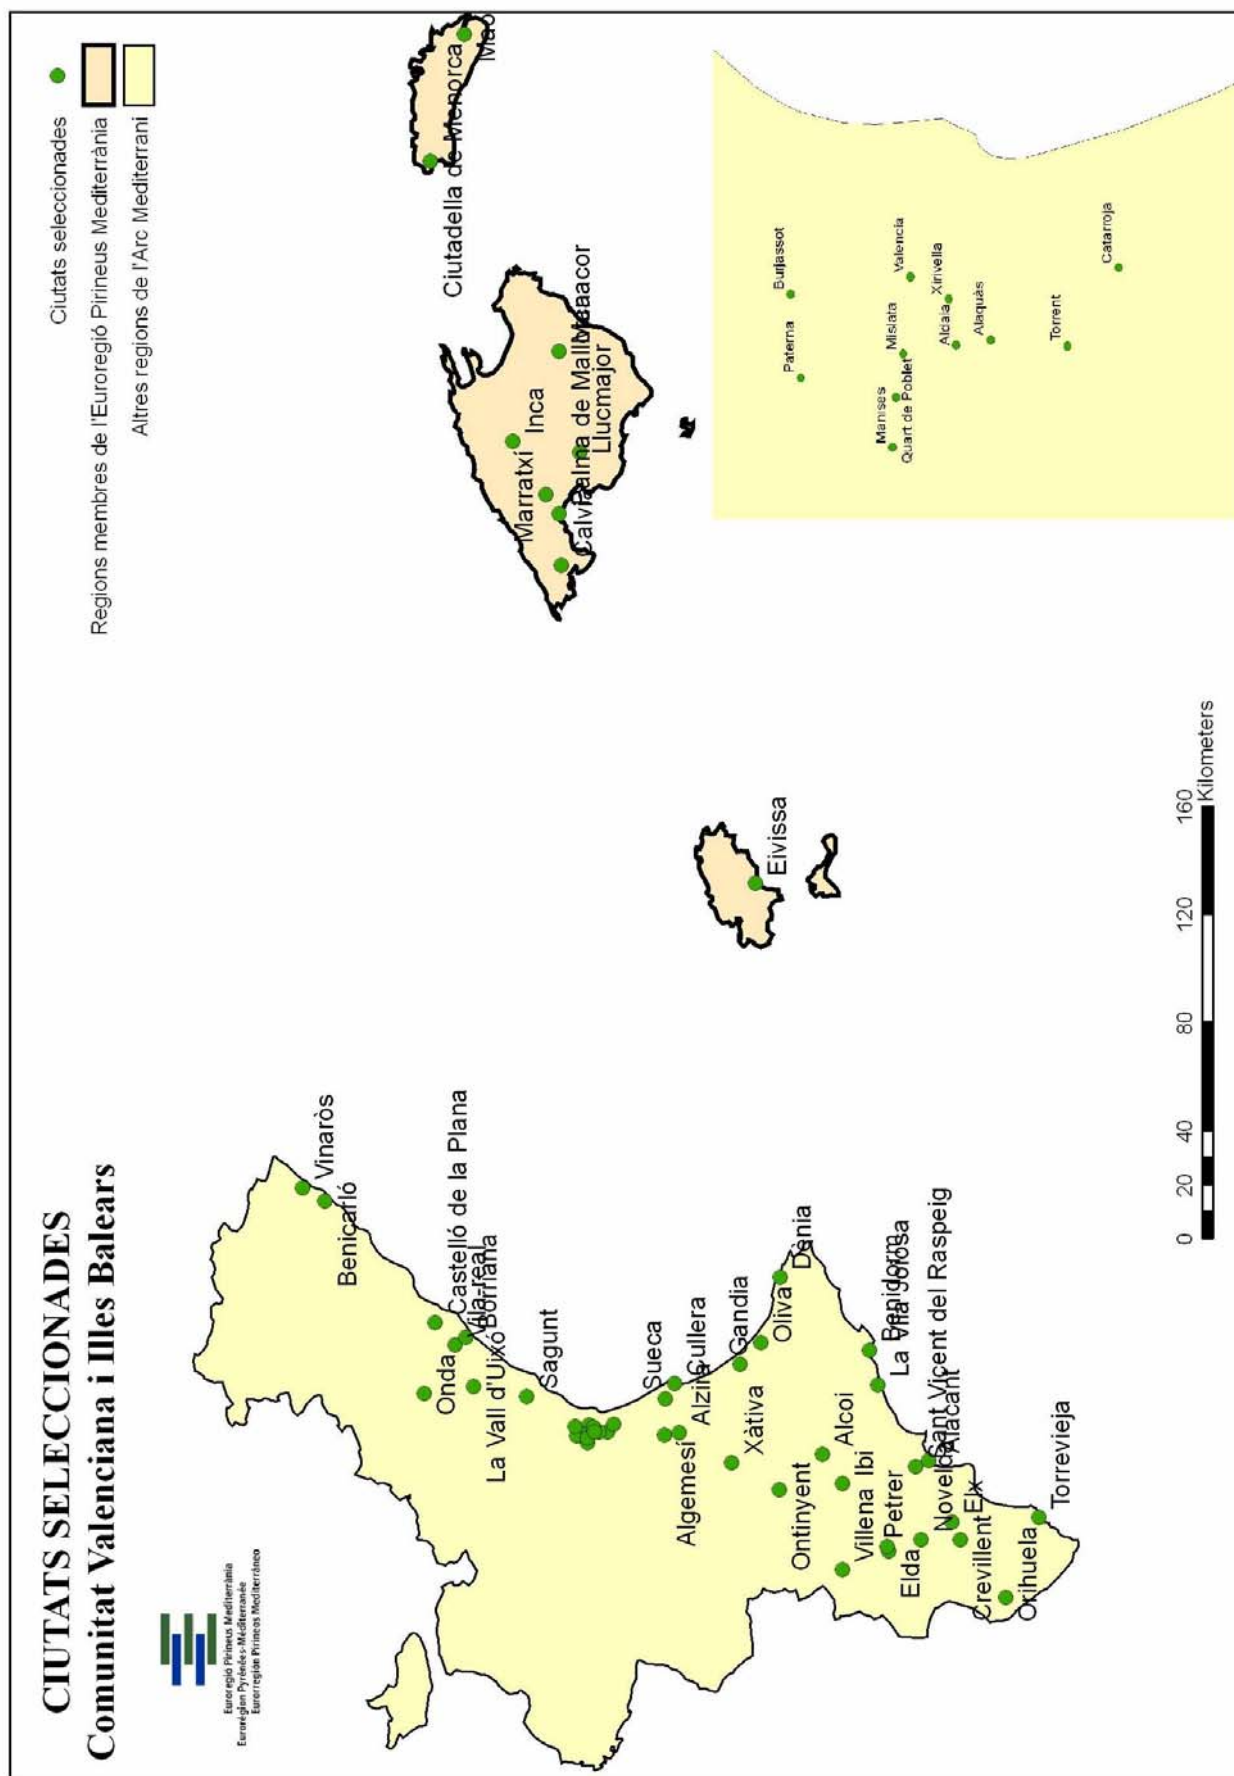 CIUTATS SELECCIONADES
Comunitat Valenciana i Illes Balears
Euroregió Pirineus Mediterrània
Eurorégion Pyrénées-Méditerranée
Eurorregión Pirineos Mediterráneo
Ciutats seleccionades
Regions membres de l'Euroregió Pirineus Mediterrània
Altres regions de l'Arc Mediterrani
Vinaròs
Benicarló
Castelló de la Plana
Vila-real
Borriana
Onda
La Vall d'Uixó
Sagunt
Sueca
Cullera
Alzira
Algemesí
Gandia
Xàtiva
Oliva
Dènia
Ontinyent
Alcoi
Ibi
Villena
Benidorm
La Vila Joiosa
Petrer
Elda
Novelda
Sant Vicent del Raspeig
Alacant
Elx
Crevillent
Orihuela
Torrevieja
Ciutadella de Menorca
Maó
Inca
Marratxí
Manacor
Palma de Mallorca
Llucmajor
Calvià
Eivissa
Burjassot
Paterna
Valencia
Mislata
Manises
Quart de Poblet
Xirivella
Aldaia
Alaquàs
Torrent
Catarroja
0 20 40 80 120 160
Kilometers